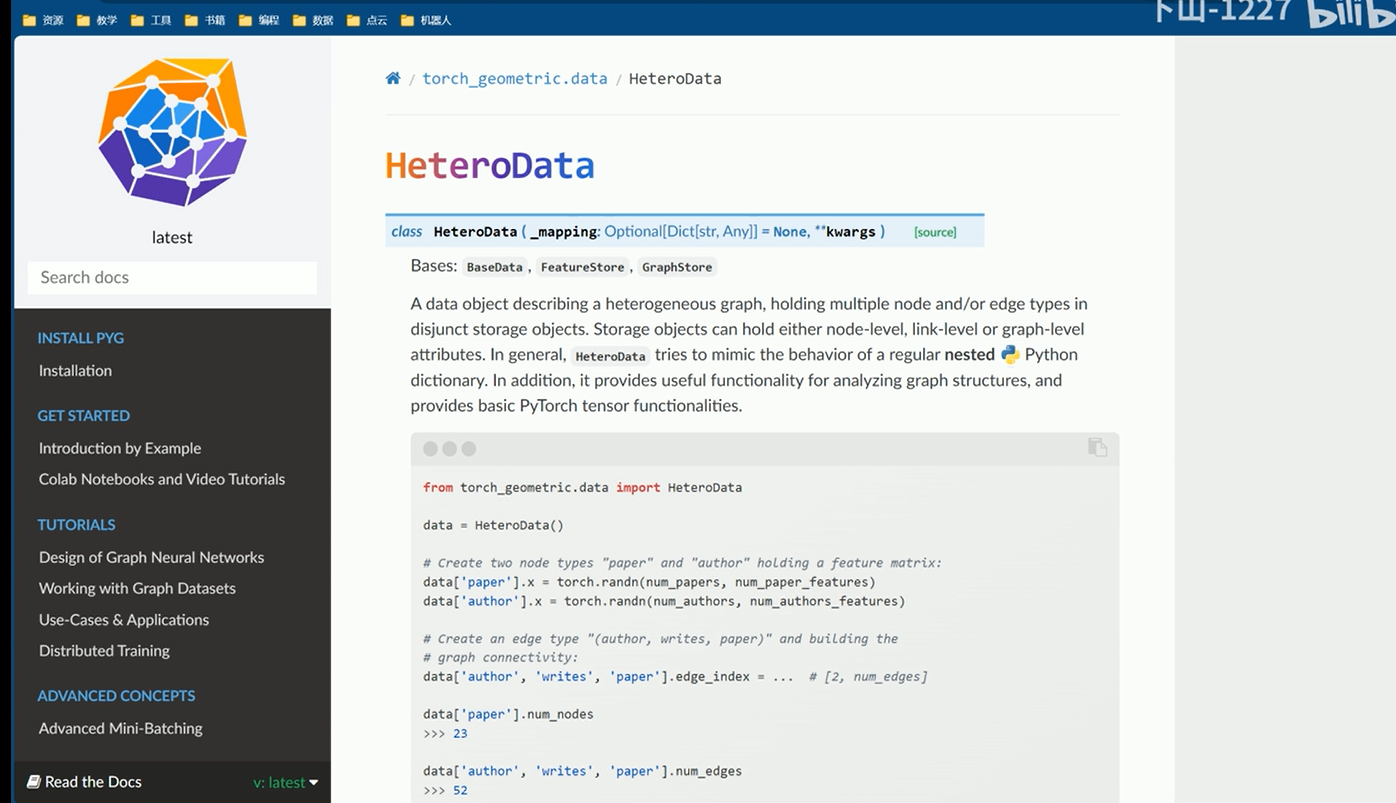 资源 教学 工具 书籍 编程 数据 点云 机器人
下山-1227 bilib
latest
Search docs
INSTALL PYG
Installation
GET STARTED
Introduction by Example
Colab Notebooks and Video Tutorials
TUTORIALS
Design of Graph Neural Networks
Working with Graph Datasets
Use-Cases & Applications
Distributed Training
ADVANCED CONCEPTS
Advanced Mini-Batching
Read the Docs v: latest
/ torch_geometric.data / HeteroData
HeteroData
class HeteroData ( _mapping: Optional[Dict[str, Any]] = None, **kwargs ) [source]
Bases: BaseData , FeatureStore , GraphStore
A data object describing a heterogeneous graph, holding multiple node and/or edge types in
disjunct storage objects. Storage objects can hold either node-level, link-level or graph-level
attributes. In general, HeteroData tries to mimic the behavior of a regular nested Python
dictionary. In addition, it provides useful functionality for analyzing graph structures, and
provides basic PyTorch tensor functionalities.
from torch_geometric.data import HeteroData
data = HeteroData()
# Create two node types "paper" and "author" holding a feature matrix:
data['paper'].x = torch.randn(num_papers, num_paper_features)
data['author'].x = torch.randn(num_authors, num_authors_features)
# Create an edge type "(author, writes, paper)" and building the
# graph connectivity:
data['author', 'writes', 'paper'].edge_index = ... # [2, num_edges]
data['paper'].num_nodes
>>> 23
data['author', 'writes', 'paper'].num_edges
>>> 52